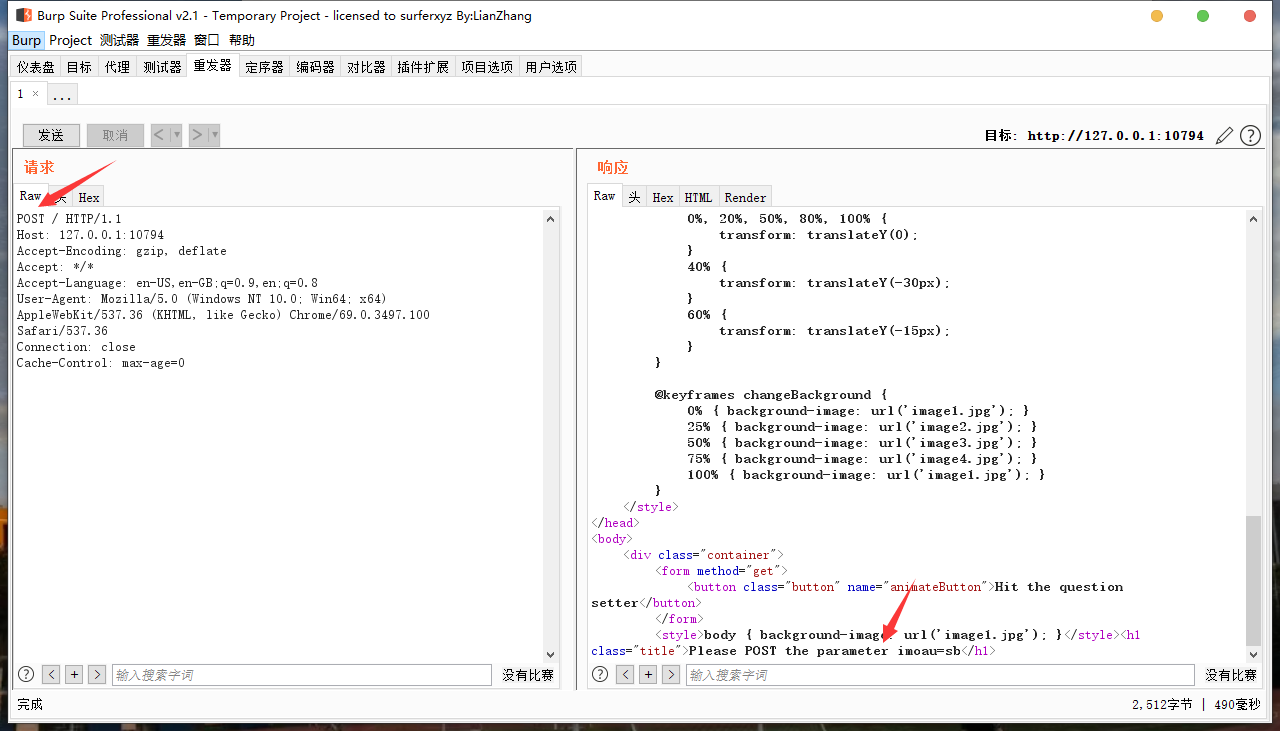 Burp Suite Professional v2.1 - Temporary Project - licensed to surferxyz By:LianZhang
Burp Project 测试器 重发器 窗口 帮助
仪表盘 目标 代理 测试器 重发器 定序器 编码器 对比器 插件扩展 项目选项 用户选项
1 × ...
发送 取消 < ▼ > ▼ 目标: http://127.0.0.1:10794 ?
请求
Raw 头 Hex
POST / HTTP/1.1
Host: 127.0.0.1:10794
Accept-Encoding: gzip, deflate
Accept: */*
Accept-Language: en-US,en-GB;q=0.9,en;q=0.8
User-Agent: Mozilla/5.0 (Windows NT 10.0; Win64; x64)
AppleWebKit/537.36 (KHTML, like Gecko) Chrome/69.0.3497.100
Safari/537.36
Connection: close
Cache-Control: max-age=0
? < + > 输入搜索字词 没有比赛
响应
Raw 头 Hex HTML Render
0%, 20%, 50%, 80%, 100% {
transform: translateY(0);
}
40% {
transform: translateY(-30px);
}
60% {
transform: translateY(-15px);
}
}
@keyframes changeBackground {
0% { background-image: url('image1.jpg'); }
25% { background-image: url('image2.jpg'); }
50% { background-image: url('image3.jpg'); }
75% { background-image: url('image4.jpg'); }
100% { background-image: url('image1.jpg'); }
}
</style>
</head>
<body>
<div class="container">
<form method="get">
<button class="button" name="animateButton">Hit the question
setter</button>
</form>
<style>body { background-image: url('image1.jpg'); }</style><h1
class="title">Please POST the parameter imoau=sb</h1>
? < + > 输入搜索字词 没有比赛
完成 2,512字节 | 490毫秒